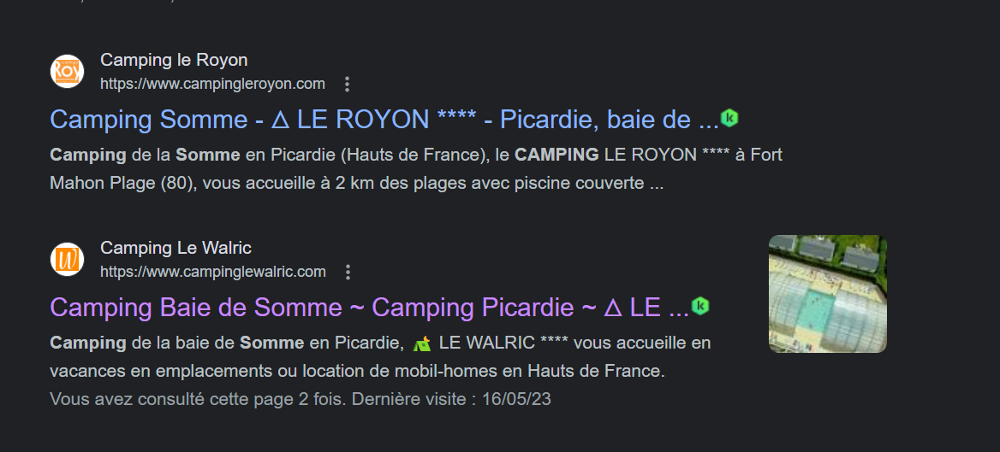 Camping le Royon
https://www.campingleroyon.com
Camping Somme - Δ LE ROYON **** - Picardie, baie de ...
Camping de la Somme en Picardie (Hauts de France), le CAMPING LE ROYON **** à Fort
Mahon Plage (80), vous accueille à 2 km des plages avec piscine couverte ...
Camping Le Walric
https://www.campinglewalric.com
Camping Baie de Somme ~ Camping Picardie ~ Δ LE ...
Camping de la baie de Somme en Picardie, LE WALRIC **** vous accueille en
vacances en emplacements ou location de mobil-homes en Hauts de France.
Vous avez consulté cette page 2 fois. Dernière visite : 16/05/23